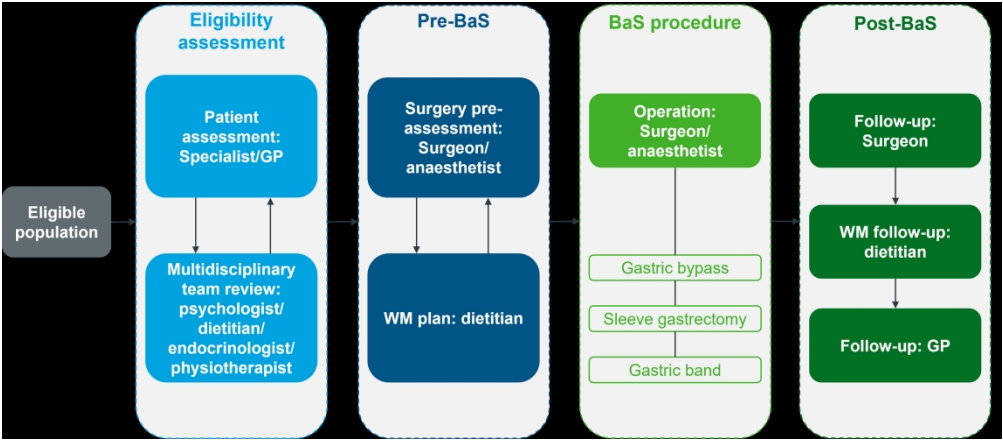 Eligible
population
Eligibility
assessment
Patient
assessment:
Specialist/GP
Multidisciplinary
team review:
psychologist/
dietitian/
endocrinologist/
physiotherapist
Pre-BaS
Surgery pre-
assessment:
Surgeon/
anaesthetist
WM plan: dietitian
BaS procedure
Operation:
Surgeon/
anaesthetist
Gastric bypass
Sleeve gastrectomy
Gastric band
Post-BaS
Follow-up:
Surgeon
WM follow-up:
dietitian
Follow-up: GP